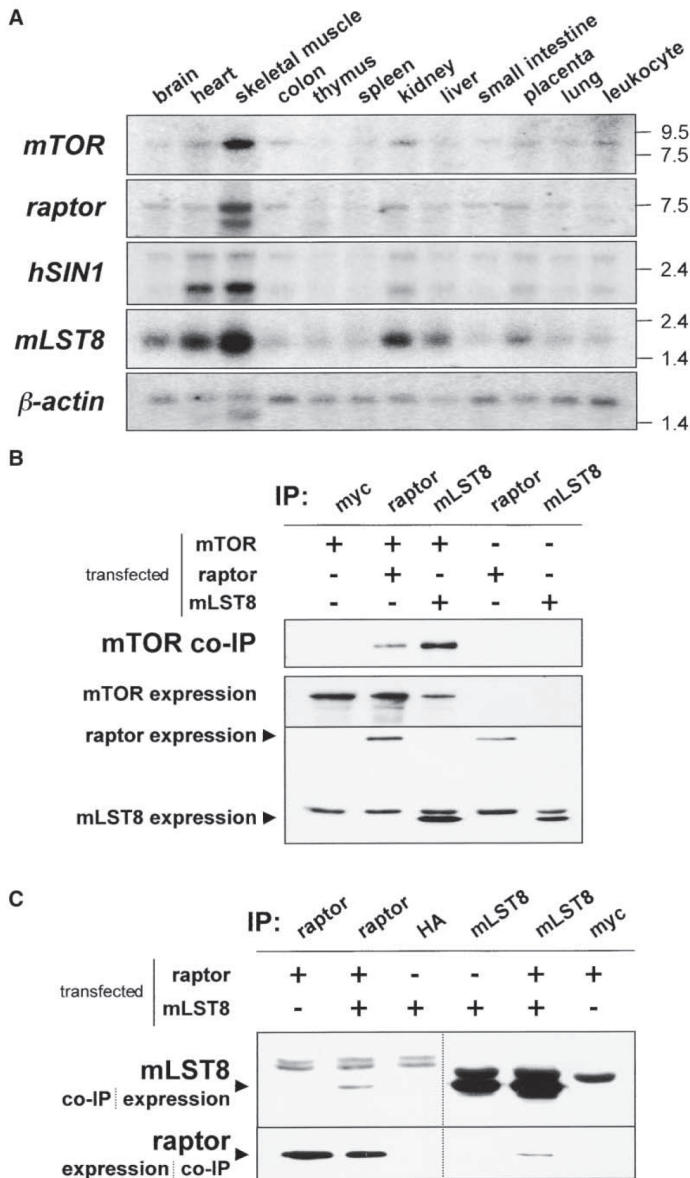 A
brain heart skeletal muscle colon thymus spleen kidney liver small intestine placenta lung leukocyte
mTOR
9.5
7.5
raptor
7.5
hSIN1
2.4
mLST8
2.4
1.4
β-actin
1.4
B
IP: myc raptor mLST8 raptor mLST8
transfected
mTOR + + + - -
raptor - + - + -
mLST8 - - + - +
mTOR co-IP
mTOR expression
raptor expression ►
mLST8 expression ►
C
IP: raptor raptor HA mLST8 mLST8 myc
transfected
raptor + + - - + +
mLST8 - + + + + -
mLST8
co-IP expression ►
raptor ►
expression co-IP